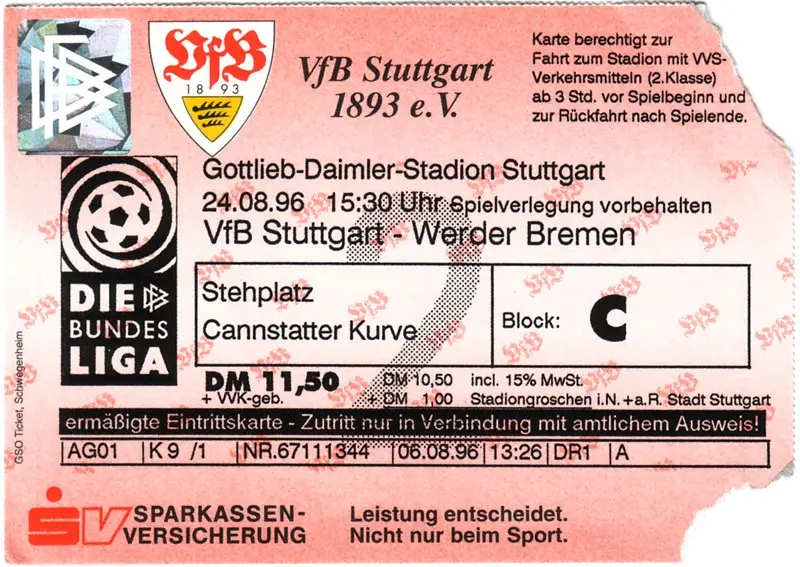 VfB
18 93
VfB Stuttgart
1893 e.V.
Karte berechtigt zur
Fahrt zum Stadion mit VVS-
Verkehrsmitteln (2.Klasse)
ab 3 Std. vor Spielbeginn und
zur Rückfahrt nach Spielende.
Gottlieb-Daimler-Stadion Stuttgart
24.08.96 15:30 Uhr Spielverlegung vorbehalten
VfB Stuttgart - Werder Bremen
2
DIE
BUNDES
LIGA
Stehplatz
Cannstatter Kurve
Block: C
DM 11,50 DM 10,50 incl. 15% MwSt.
+ VVK-geb. + DM 1,00 Stadiongroschen i.N.+a.R. Stadt Stuttgart
ermäßigte Eintrittskarte - Zutritt nur in Verbindung mit amtlichem Ausweis!
AG01 K 9 /1 NR.67111344 06.08.96 13:26 DR1 A
GSO Ticket, Schwegenheim
SV SPARKASSEN-
VERSICHERUNG
Leistung entscheidet.
Nicht nur beim Sport.